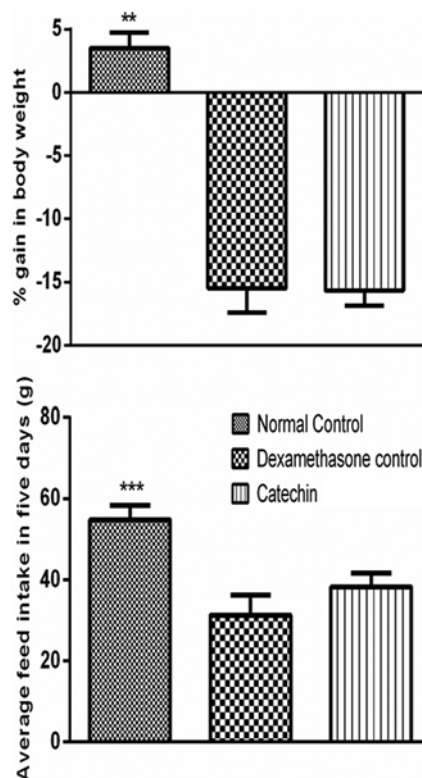 % gain in body weight
**
5
0
-5
-10
-15
-20
Average feed intake in five days (g)
80
60
40
20
0
***
Normal Control
Dexamethasone control
Catechin